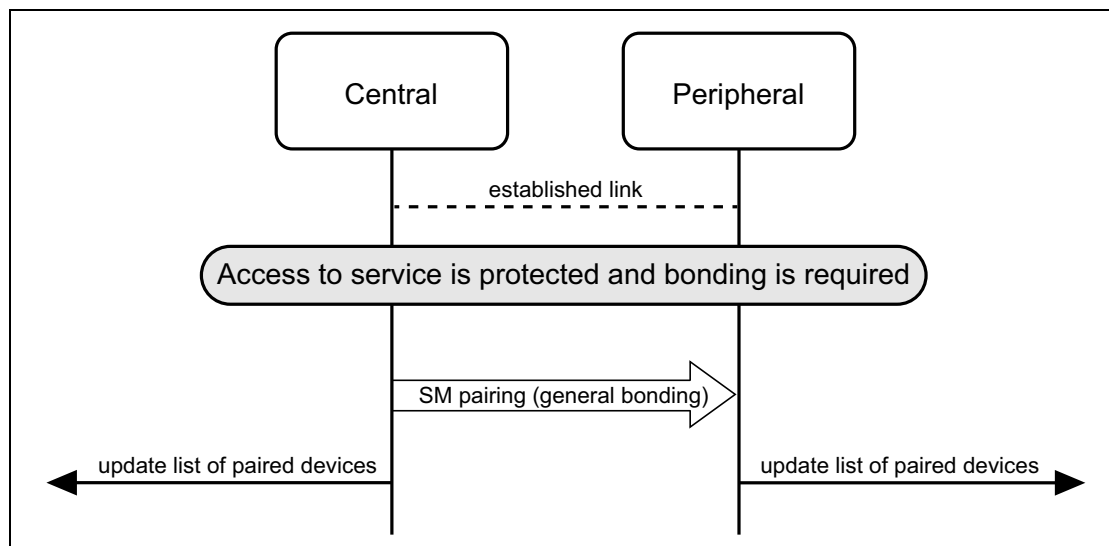 Central
Peripheral
established link
Access to service is protected and bonding is required
SM pairing (general bonding)
update list of paired devices
update list of paired devices